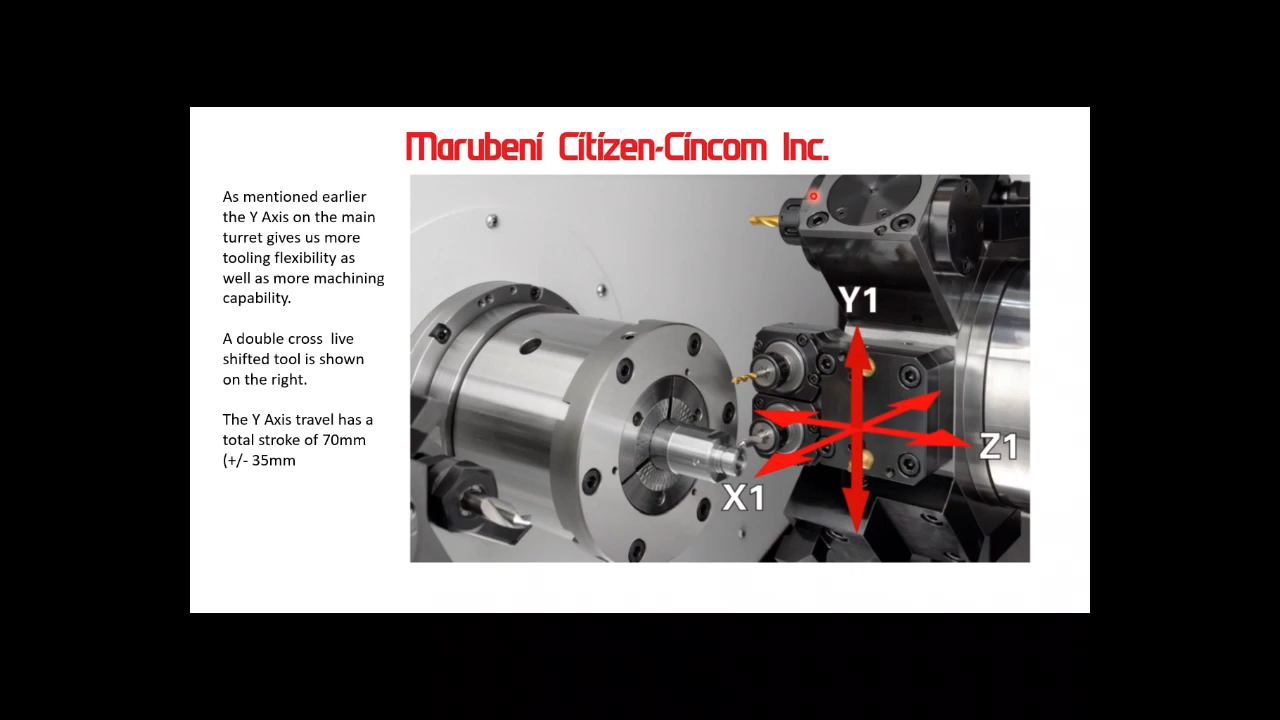 Marubeni Citizen-Cincom Inc.
As mentioned earlier
the Y Axis on the main
turret gives us more
tooling flexibility as
well as more machining
capability.
A double cross live
shifted tool is shown
on the right.
The Y Axis travel has a
total stroke of 70mm
(+/- 35mm
Y1
Z1
X1